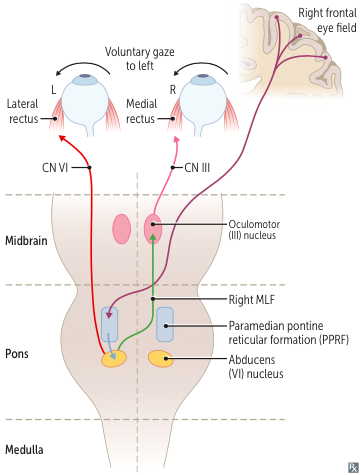 Right frontal
eye field
Voluntary gaze
to left
L
R
Lateral
rectus
Medial
rectus
CN VI
CN III
Oculomotor
(III) nucleus
Midbrain
Right MLF
Paramedian pontine
reticular formation (PPRF)
Pons
Abducens
(VI) nucleus
Medulla
Rx